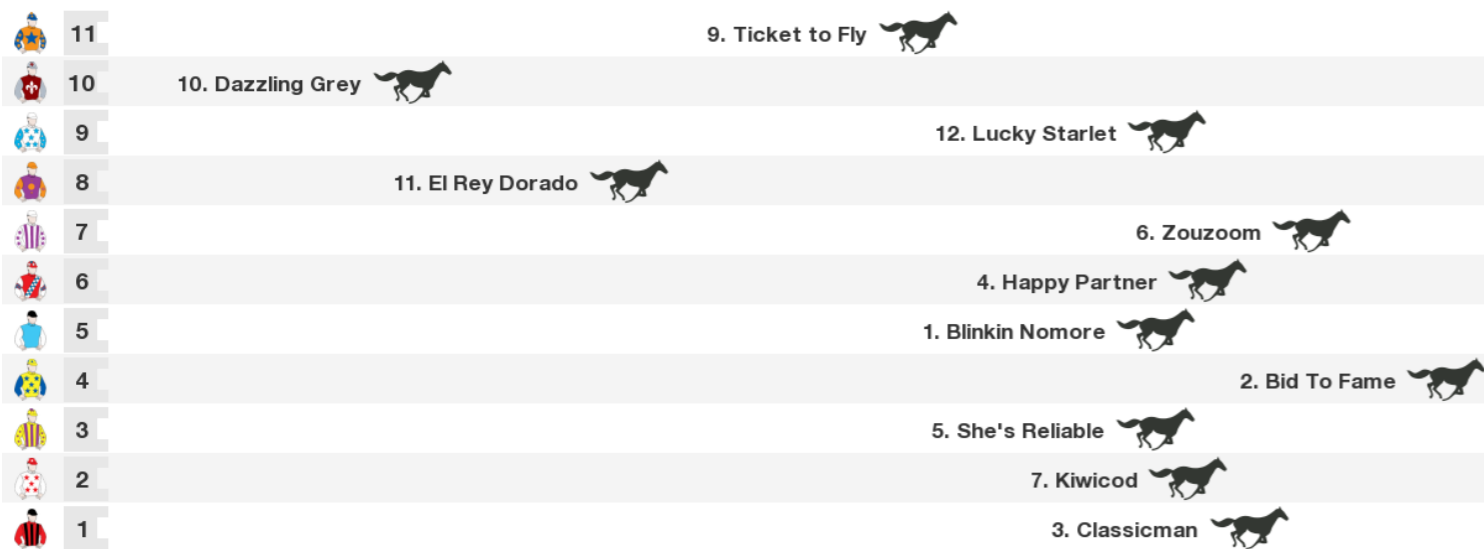 11 9. Ticket to Fly
10 10. Dazzling Grey
9 12. Lucky Starlet
8 11. El Rey Dorado
7 6. Zouzoom
6 4. Happy Partner
5 1. Blinkin Nomore
4 2. Bid To Fame
3 5. She's Reliable
2 7. Kiwicod
1 3. Classicman